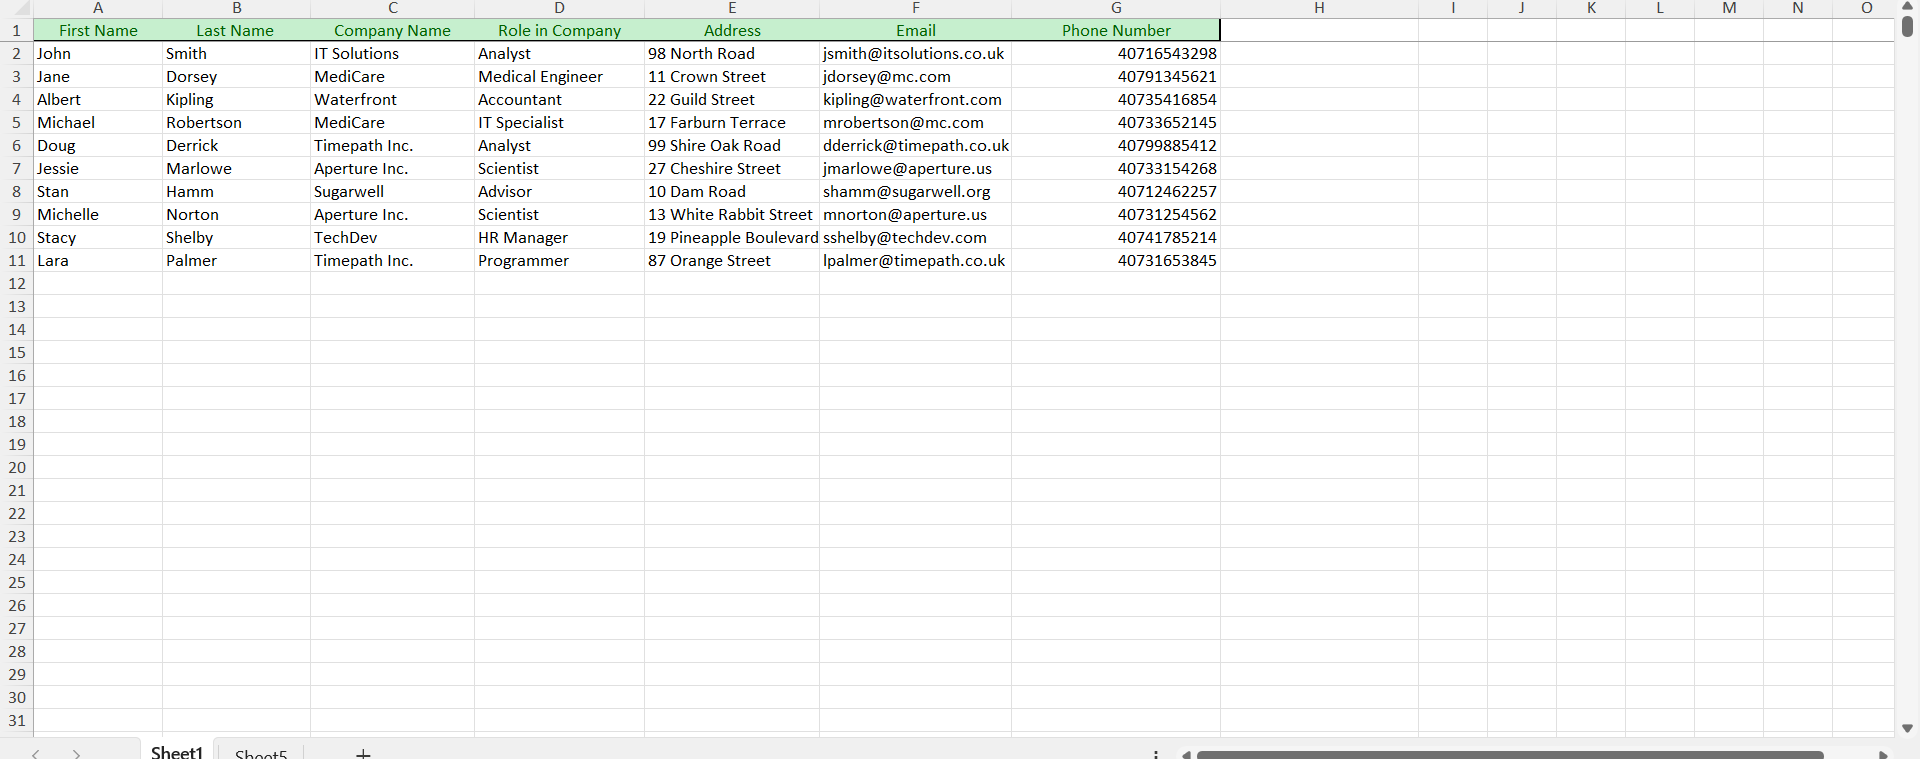 A B C D E F G H I J K L M N O
1 First Name Last Name Company Name Role in Company Address Email Phone Number
2 John Smith IT Solutions Analyst 98 North Road jsmith@itsolutions.co.uk 40716543298
3 Jane Dorsey MediCare Medical Engineer 11 Crown Street jdorsey@mc.com 40791345621
4 Albert Kipling Waterfront Accountant 22 Guild Street kipling@waterfront.com 40735416854
5 Michael Robertson MediCare IT Specialist 17 Farburn Terrace mrobertson@mc.com 40733652145
6 Doug Derrick Timepath Inc. Analyst 99 Shire Oak Road dderrick@timepath.co.uk 40799885412
7 Jessie Marlowe Aperture Inc. Scientist 27 Cheshire Street jmarlowe@aperture.us 40733154268
8 Stan Hamm Sugarwell Advisor 10 Dam Road shamm@sugarwell.org 40712462257
9 Michelle Norton Aperture Inc. Scientist 13 White Rabbit Street mnorton@aperture.us 40731254562
10 Stacy Shelby TechDev HR Manager 19 Pineapple Boulevard sshelby@techdev.com 40741785214
11 Lara Palmer Timepath Inc. Programmer 87 Orange Street lpalmer@timepath.co.uk 40731653845
12
13
14
15
16
17
18
19
20
21
22
23
24
25
26
27
28
29
30
31
Sheet1 Sheet5